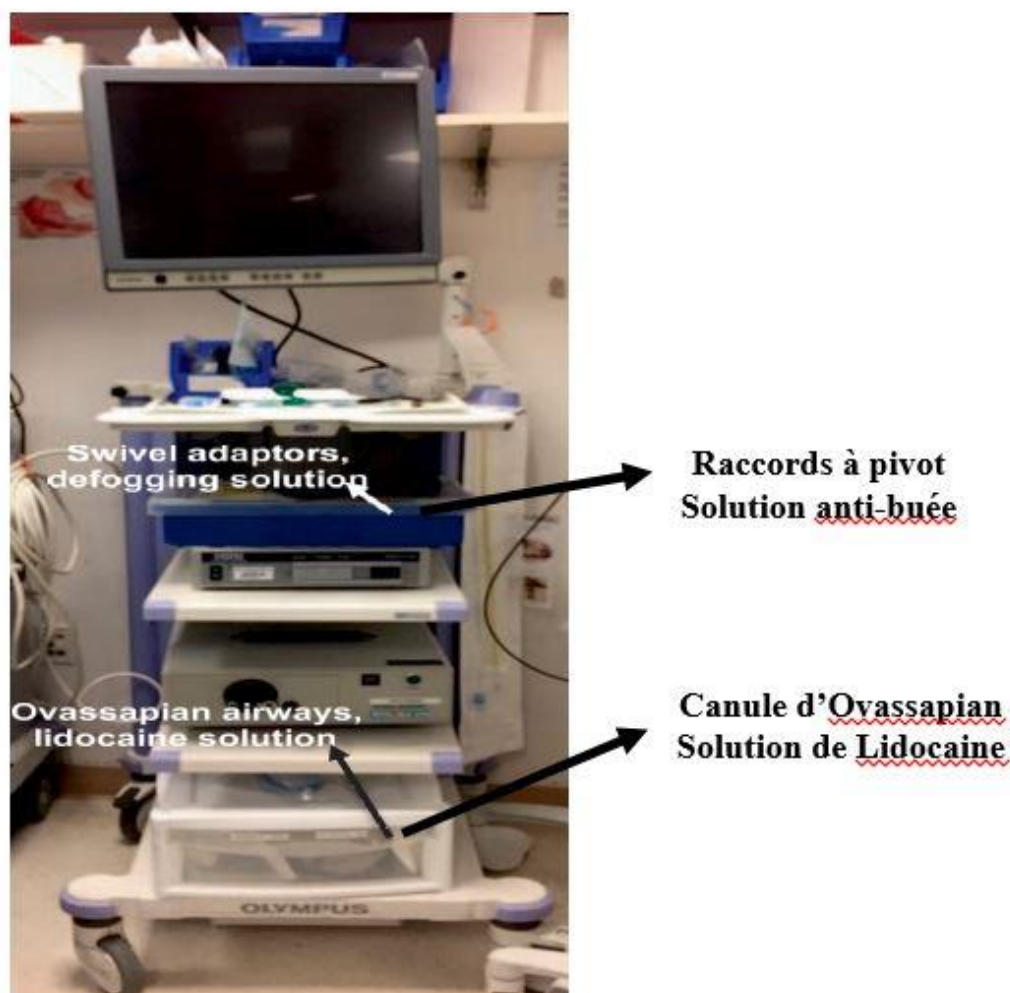 Swivel adaptors,
defogging solution
Raccords à pivot
Solution anti-buée
Ovassapian airways,
lidocaine solution
Canule d’Ovassapian
Solution de Lidocaine
OLYMPUS